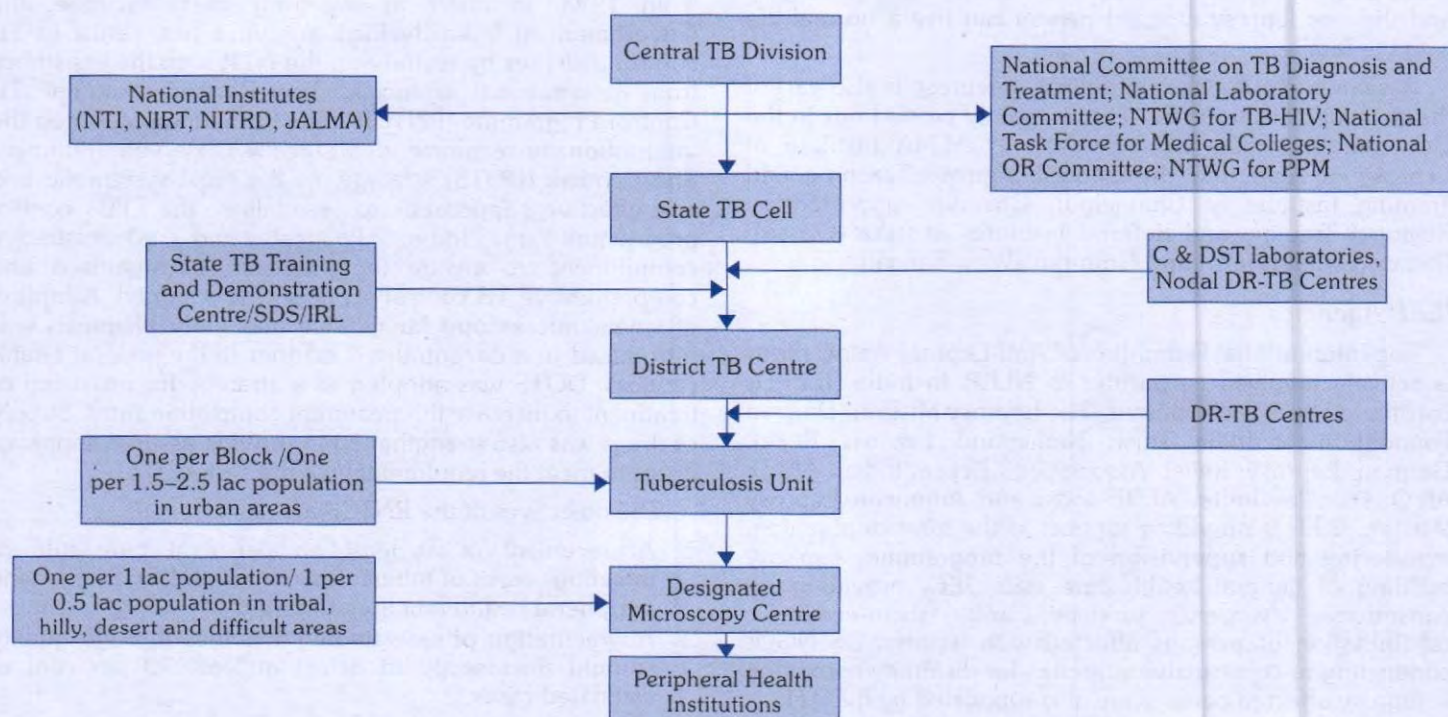 Central TB Division
National Institutes
(NTI, NIRT, NITRD, JALMA)
National Committee on TB Diagnosis and
Treatment; National Laboratory
Committee; NTWG for TB-HIV; National
Task Force for Medical Colleges; National
OR Committee; NTWG for PPM
State TB Cell
State TB Training
and Demonstration
Centre/SDS/IRL
C & DST laboratories,
Nodal DR-TB Centres
District TB Centre
DR-TB Centres
One per Block /One
per 1.5–2.5 lac population
in urban areas
Tuberculosis Unit
One per 1 lac population/ 1 per
0.5 lac population in tribal,
hilly, desert and difficult areas
Designated
Microscopy Centre
Peripheral Health
Institutions